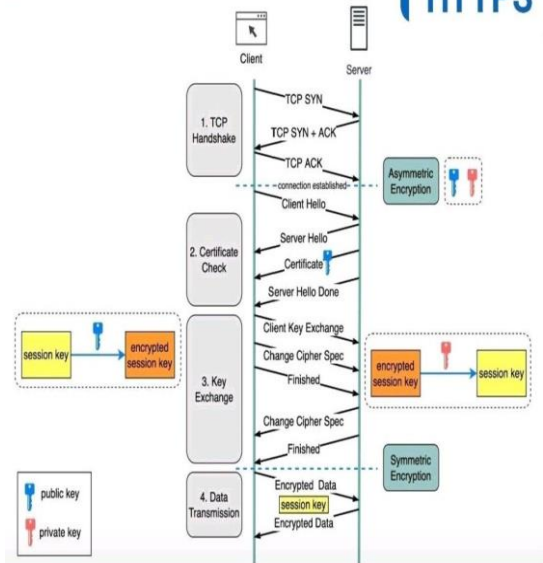 HTTPS
Client
Server
TCP SYN
1. TCP
Handshake
TCP SYN + ACK
TCP ACK
Asymmetric
Encryption
connection established
Client Hello
2. Certificate
Check
Server Hello
Certificate
Server Hello Done
session key
encrypted
session key
3. Key
Exchange
Client Key Exchange
Change Cipher Spec
Finished
encrypted
session key
session key
Change Cipher Spec
Finished
Symmetric
Encryption
public key
private key
4. Data
Transmission
Encrypted Data
session key
Encrypted Data